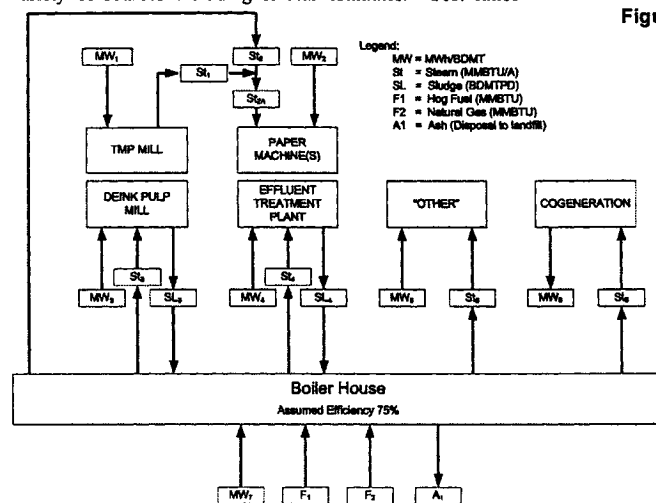 Figu
Legend:
MW = MWh/BDMT
St = Steam (MMBTU/A)
SL = Sludge (BDMTPD)
F1 = Hog Fuel (MMBTU)
F2 = Natural Gas (MMBTU)
A1 = Ash (Disposal to landfill)
MW₁
St₁
St₂
St₂A
MW₂
TMP MILL
PAPER MACHINE(S)
DEINK PULP MILL
EFFLUENT TREATMENT PLANT
"OTHER"
COGENERATION
MW₃
St₃
SL₃
MW₄
St₄
SL₄
MW₅
St₅
MW₆
St₆
Boiler House
Assumed Efficiency 75%
MW₇
F₁
F₂
A₁